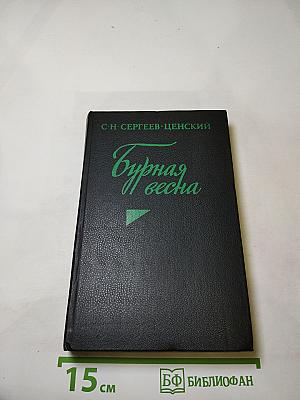 С·Н·СЕРГЕЕВ-ЦЕНСКИЙ
Бурная
весна
15 см
БФ БИБЛИОФАН